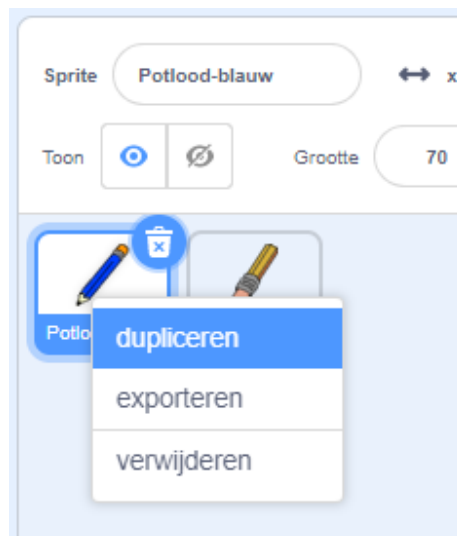 Sprite Potlood-blauw x
Toon Grootte 70
Potlo
dupliceren
exporteren
verwijderen